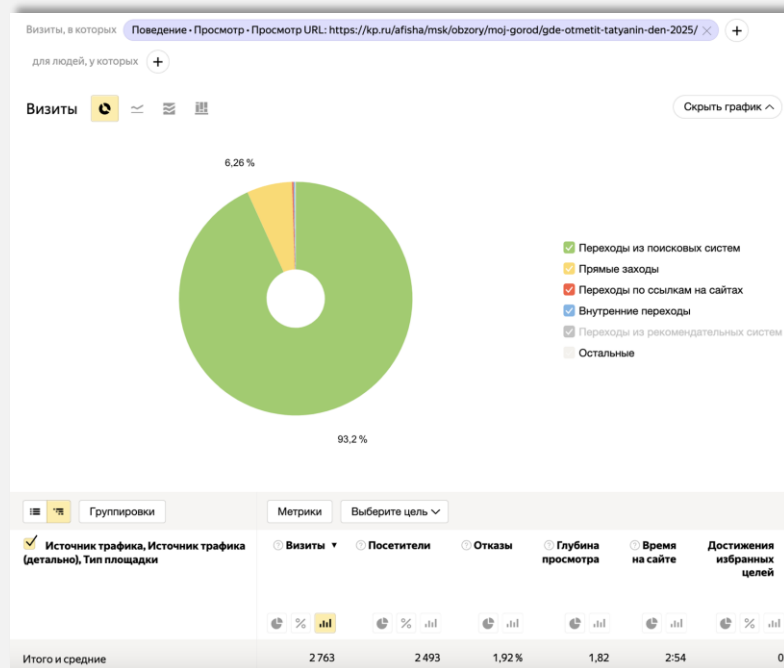 Визиты, в которых Поведение • Просмотр • Просмотр URL: https://kp.ru/afisha/msk/obzory/moj-gorod/gde-otmetit-tatyanin-den-2025/ × +
для людей, у которых +
Визиты
Скрыть график
6,26 %
Переходы из поисковых систем
Прямые заходы
Переходы по ссылкам на сайтах
Внутренние переходы
Переходы из рекомендательных систем
Остальные
93,2 %
Группировки Метрики Выберите цель
Источник трафика, Источник трафика (детально), Тип площадки
? Визиты ▼
? Посетители
? Отказы
? Глубина просмотра
? Время на сайте
Достижения избранных целей
% % %
Итого и средние 2 763 2 493 1,92 % 1,82 2:54 0